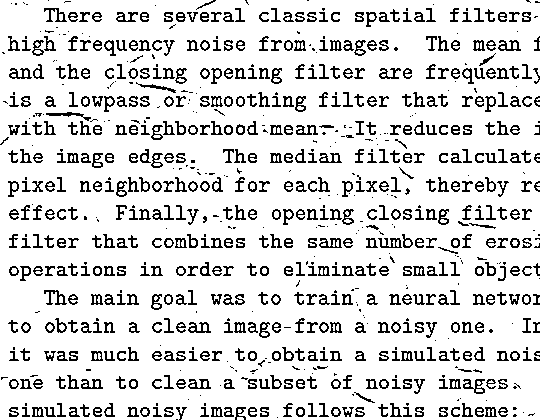 There are several classic spatial filters
high frequency noise from images. The mean f
and the closing opening filter are frequently
is a lowpass or smoothing filter that replace
with the neighborhood mean. It reduces the i
the image edges. The median filter calculate
pixel neighborhood for each pixel, thereby re
effect. Finally, the opening closing filter
filter that combines the same number of erosi
operations in order to eliminate small object
The main goal was to train a neural networ
to obtain a clean image from a noisy one. In
it was much easier to obtain a simulated nois
one than to clean a subset of noisy images.
simulated noisy images follows this scheme: